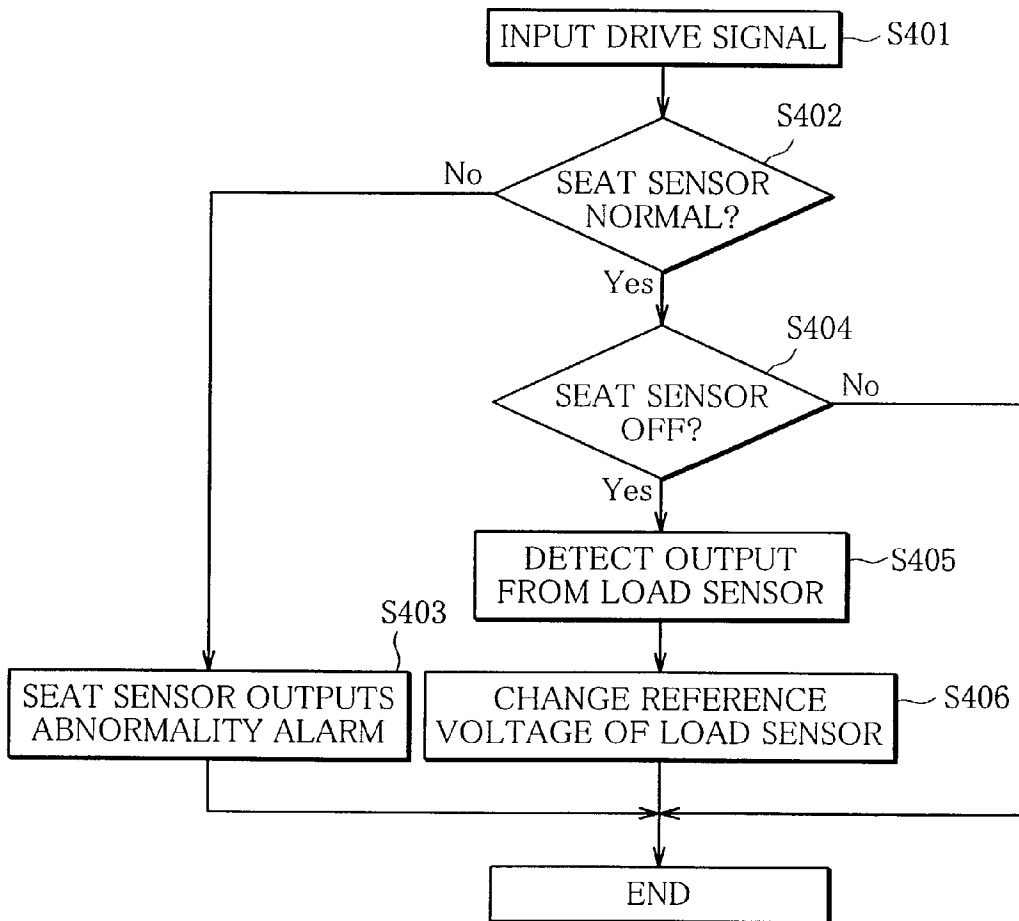 INPUT DRIVE SIGNAL
S401
S402
No
SEAT SENSOR
NORMAL?
Yes
S404
SEAT SENSOR
OFF?
No
Yes
DETECT OUTPUT
FROM LOAD SENSOR
S405
S403
SEAT SENSOR OUTPUTS
ABNORMALITY ALARM
CHANGE REFERENCE
VOLTAGE OF LOAD SENSOR
S406
END